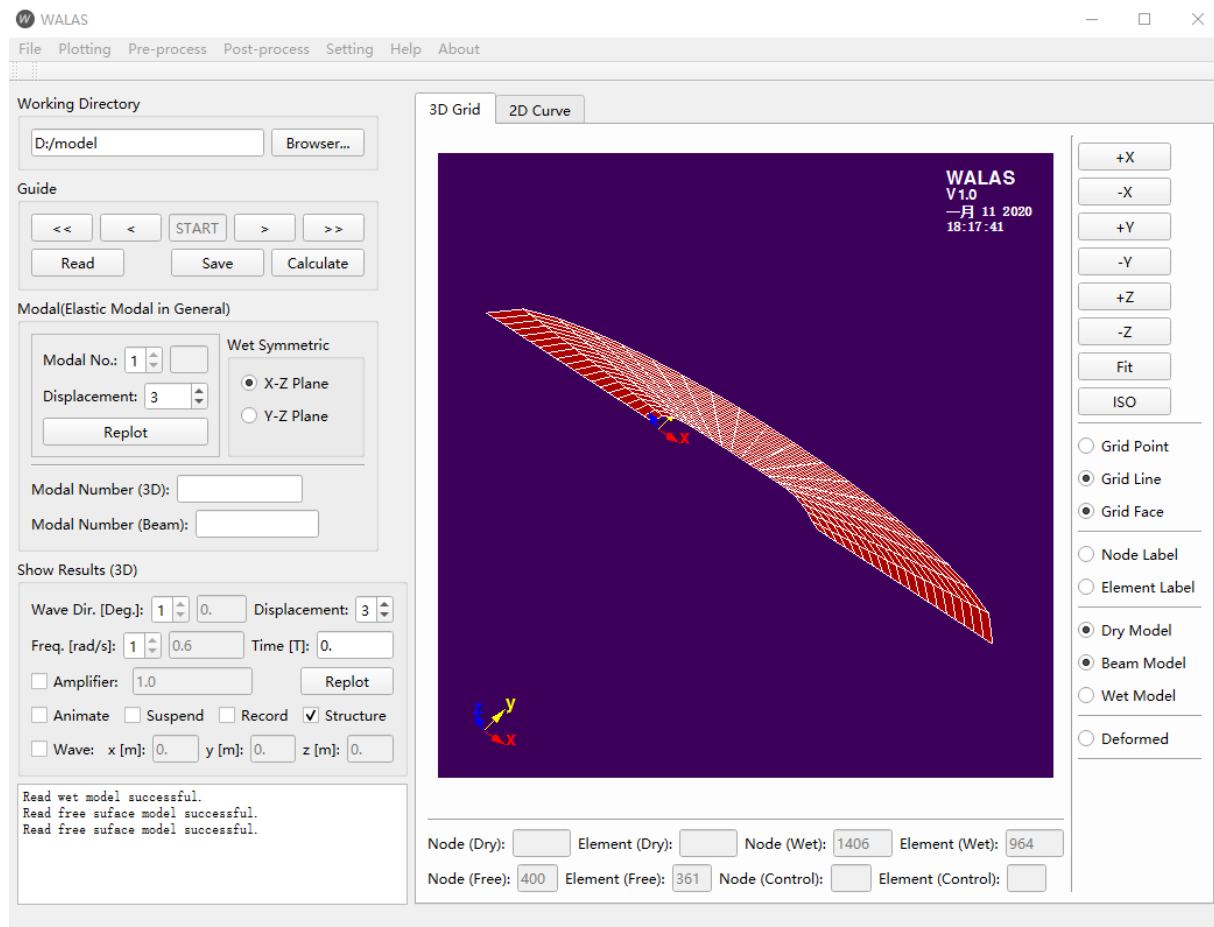 WALAS
File Plotting Pre-process Post-process Setting Help About
Working Directory
D:/model Browser...
Guide
<< < START > >>
Read Save Calculate
Modal(Elastic Modal in General)
Modal No.: 1
Displacement: 3
Replot
Wet Symmetric
X-Z Plane
Y-Z Plane
Modal Number (3D):
Modal Number (Beam):
Show Results (3D)
Wave Dir. [Deg.]: 1 0. Displacement: 3
Freq. [rad/s]: 1 0.6 Time [T]: 0.
Amplifier: 1.0 Replot
Animate Suspend Record Structure
Wave: x [m]: 0. y [m]: 0. z [m]: 0.
Read wet model successful.
Read free suface model successful.
Read free suface model successful.
3D Grid 2D Curve
WALAS
V 1.0
一月 11 2020
18:17:41
X
z y
X
+X
-X
+Y
-Y
+Z
-Z
Fit
ISO
Grid Point
Grid Line
Grid Face
Node Label
Element Label
Dry Model
Beam Model
Wet Model
Deformed
Node (Dry): Element (Dry): Node (Wet): 1406 Element (Wet): 964
Node (Free): 400 Element (Free): 361 Node (Control): Element (Control):